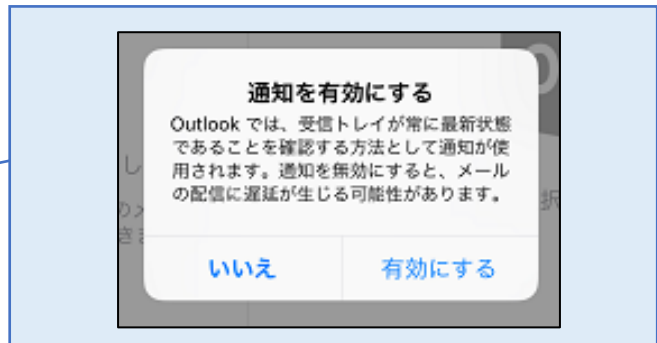 通知を有効にする
Outlook では、受信トレイが常に最新状態
であることを確認する方法として通知が使
用されます。通知を無効にすると、メール
の配信に遅延が生じる可能性があります。
いいえ
有効にする